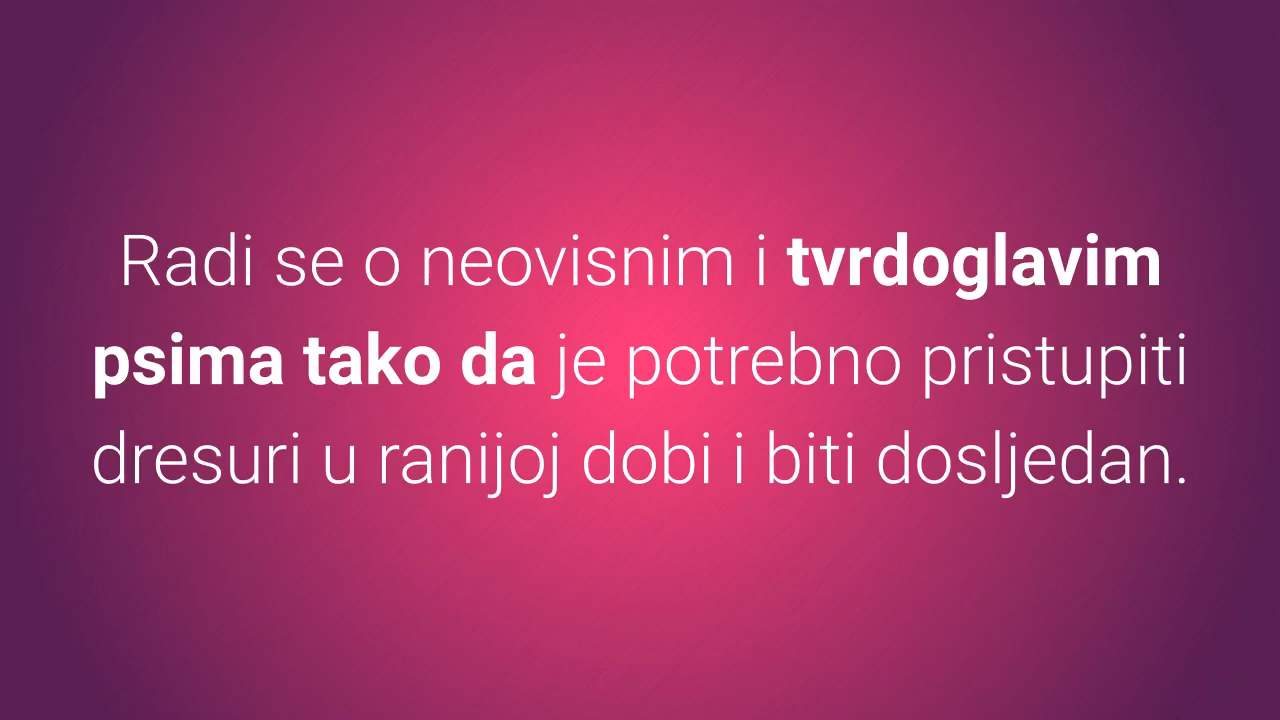 Radi se o neovisnim i tvrdoglavim
psima tako da je potrebno pristupiti
dresuri u ranijoj dobi i biti dosljedan.